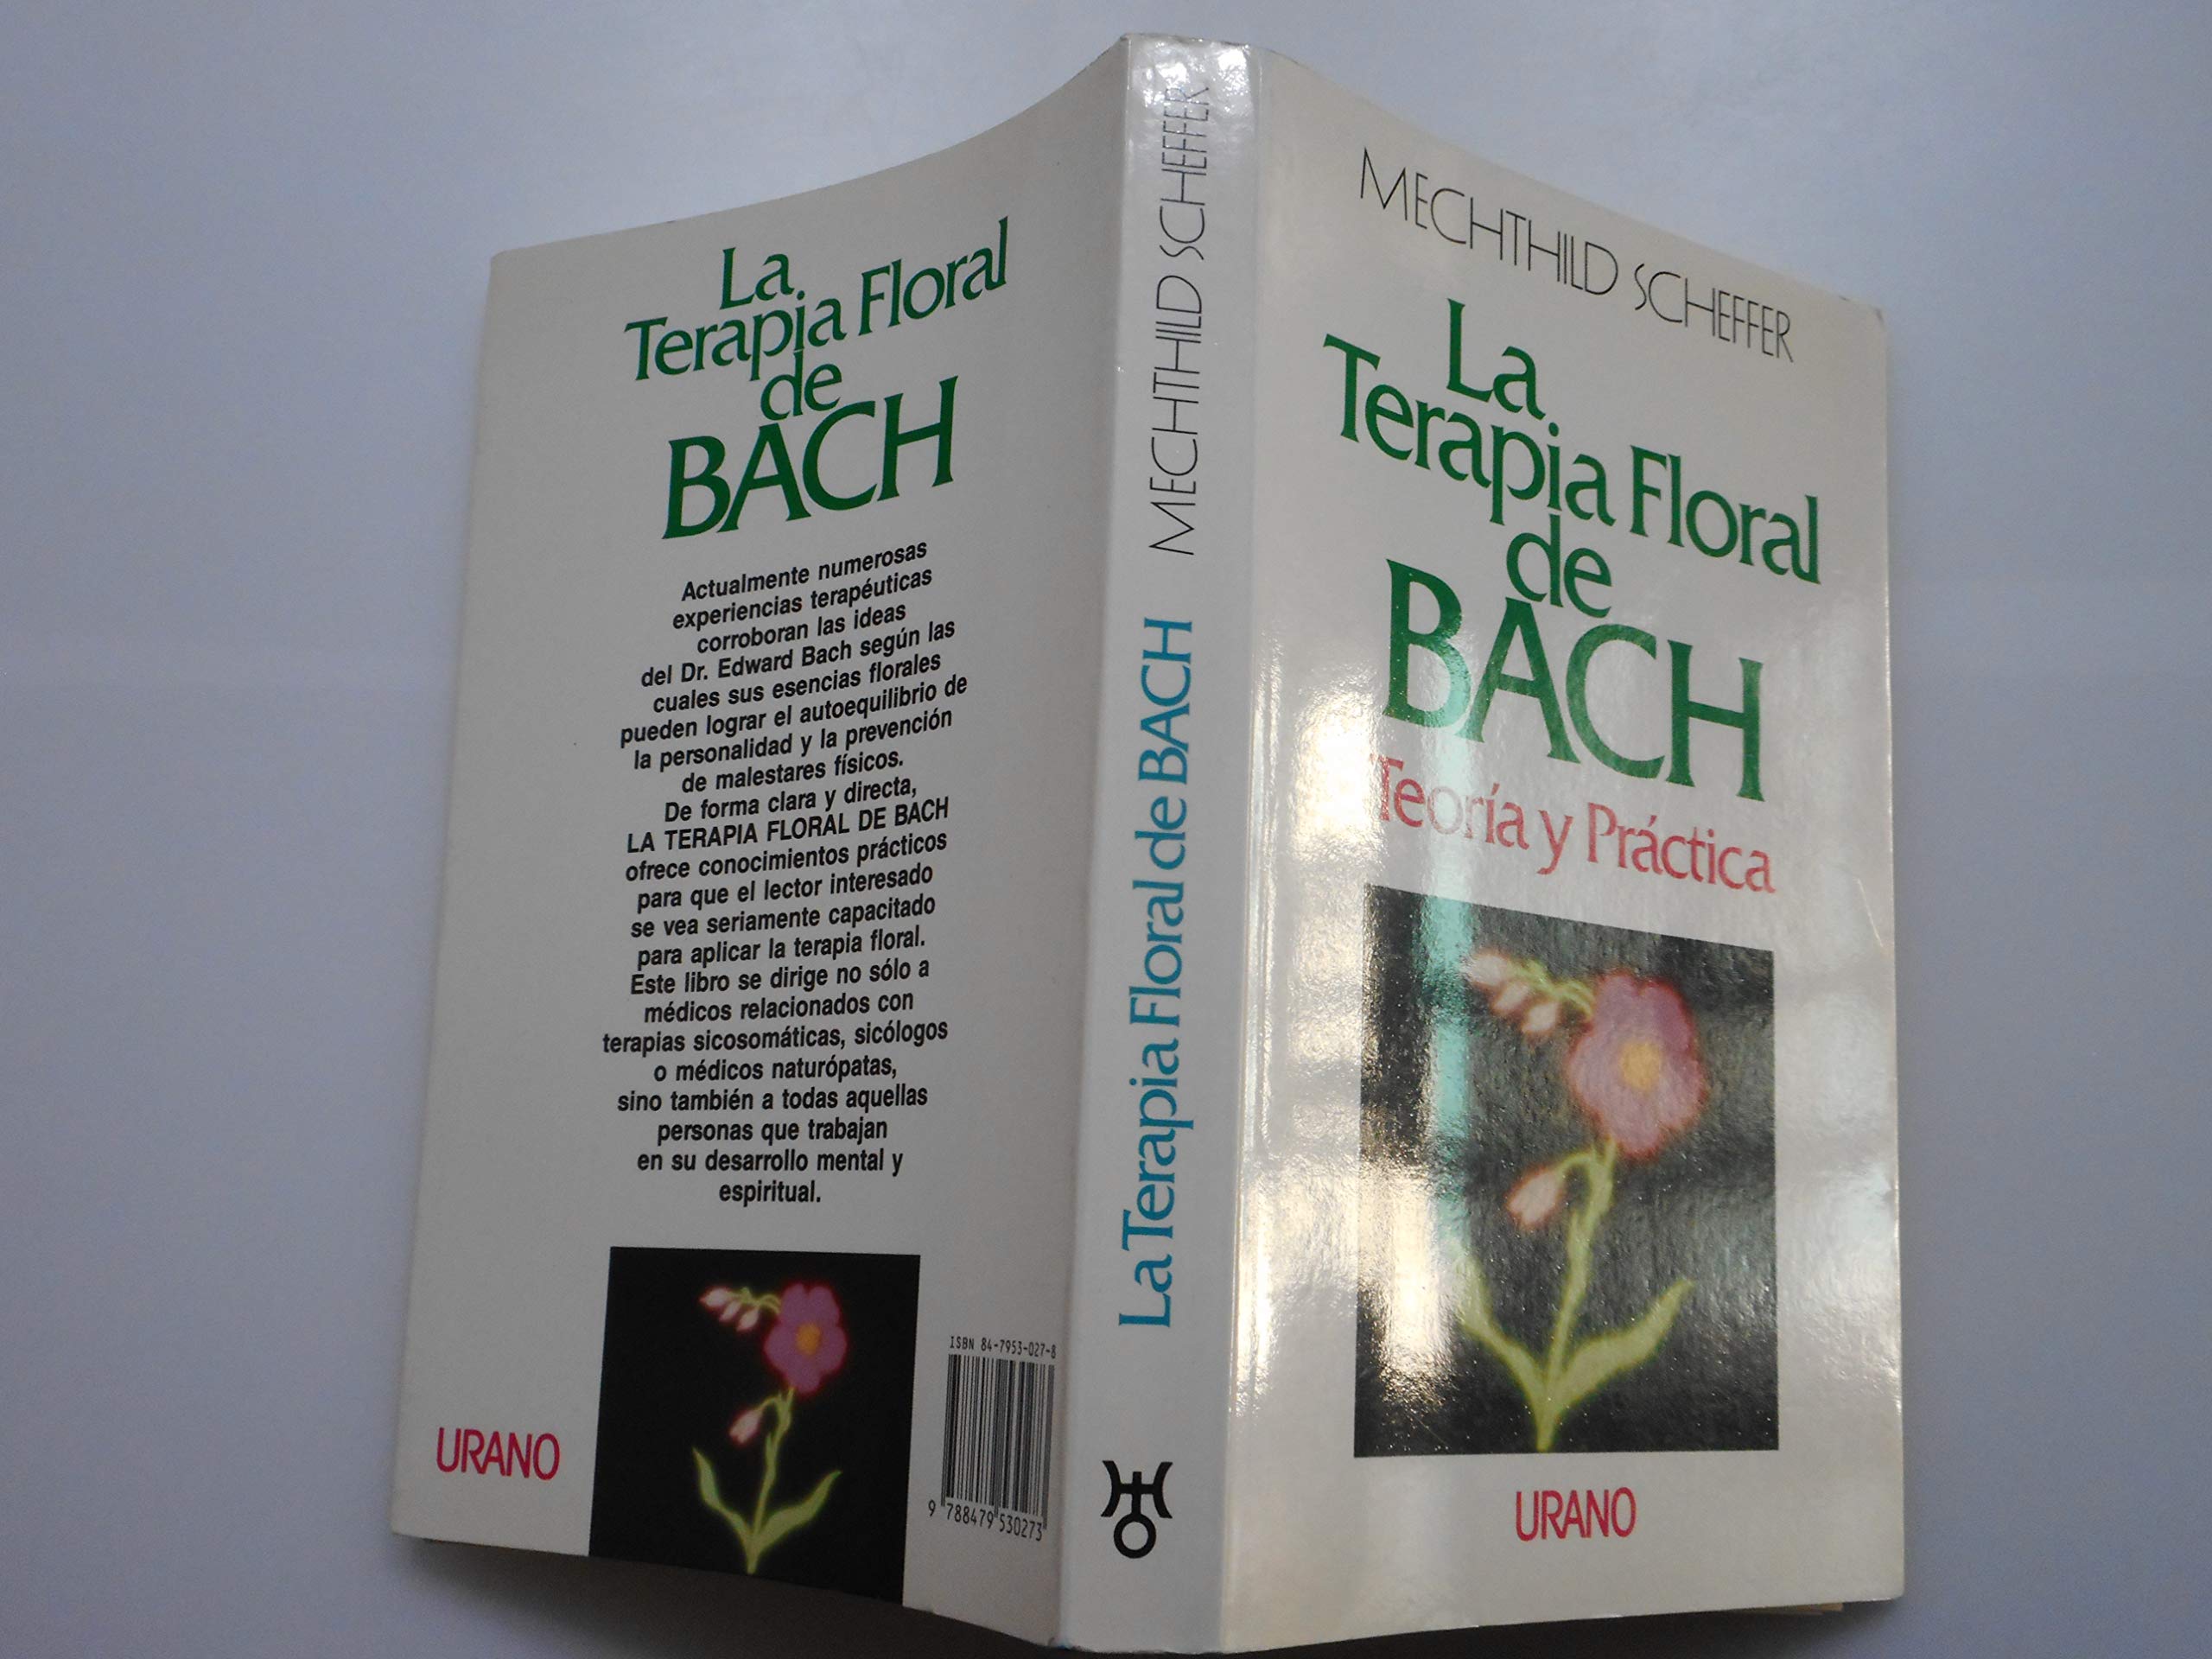 La
Terapia Floral
de
BACH
Actualmente numerosas
experiencias terapéuticas
corroboran las ideas
del Dr. Edward Bach según las
cuales sus esencias florales
pueden lograr el autoequilibrio de
la personalidad y la prevención
de malestares físicos.
De forma clara y directa,
LA TERAPIA FLORAL DE BACH
ofrece conocimientos prácticos
para que el lector interesado
se vea seriamente capacitado
para aplicar la terapia floral.
Este libro se dirige no sólo a
médicos relacionados con
terapias sicosomáticas, sicólogos
o médicos naturópatas,
sino también a todas aquellas
personas que trabajan
en su desarrollo mental y
espiritual.
URANO
ISBN 84-7953-027-8
9 788479 530273
La Terapia Floral de BACH MECHTHILD SCHEFFER
MECHTHILD SCHEFFER
La
Terapia Floral
de
BACH
Teoría y Práctica
URANO